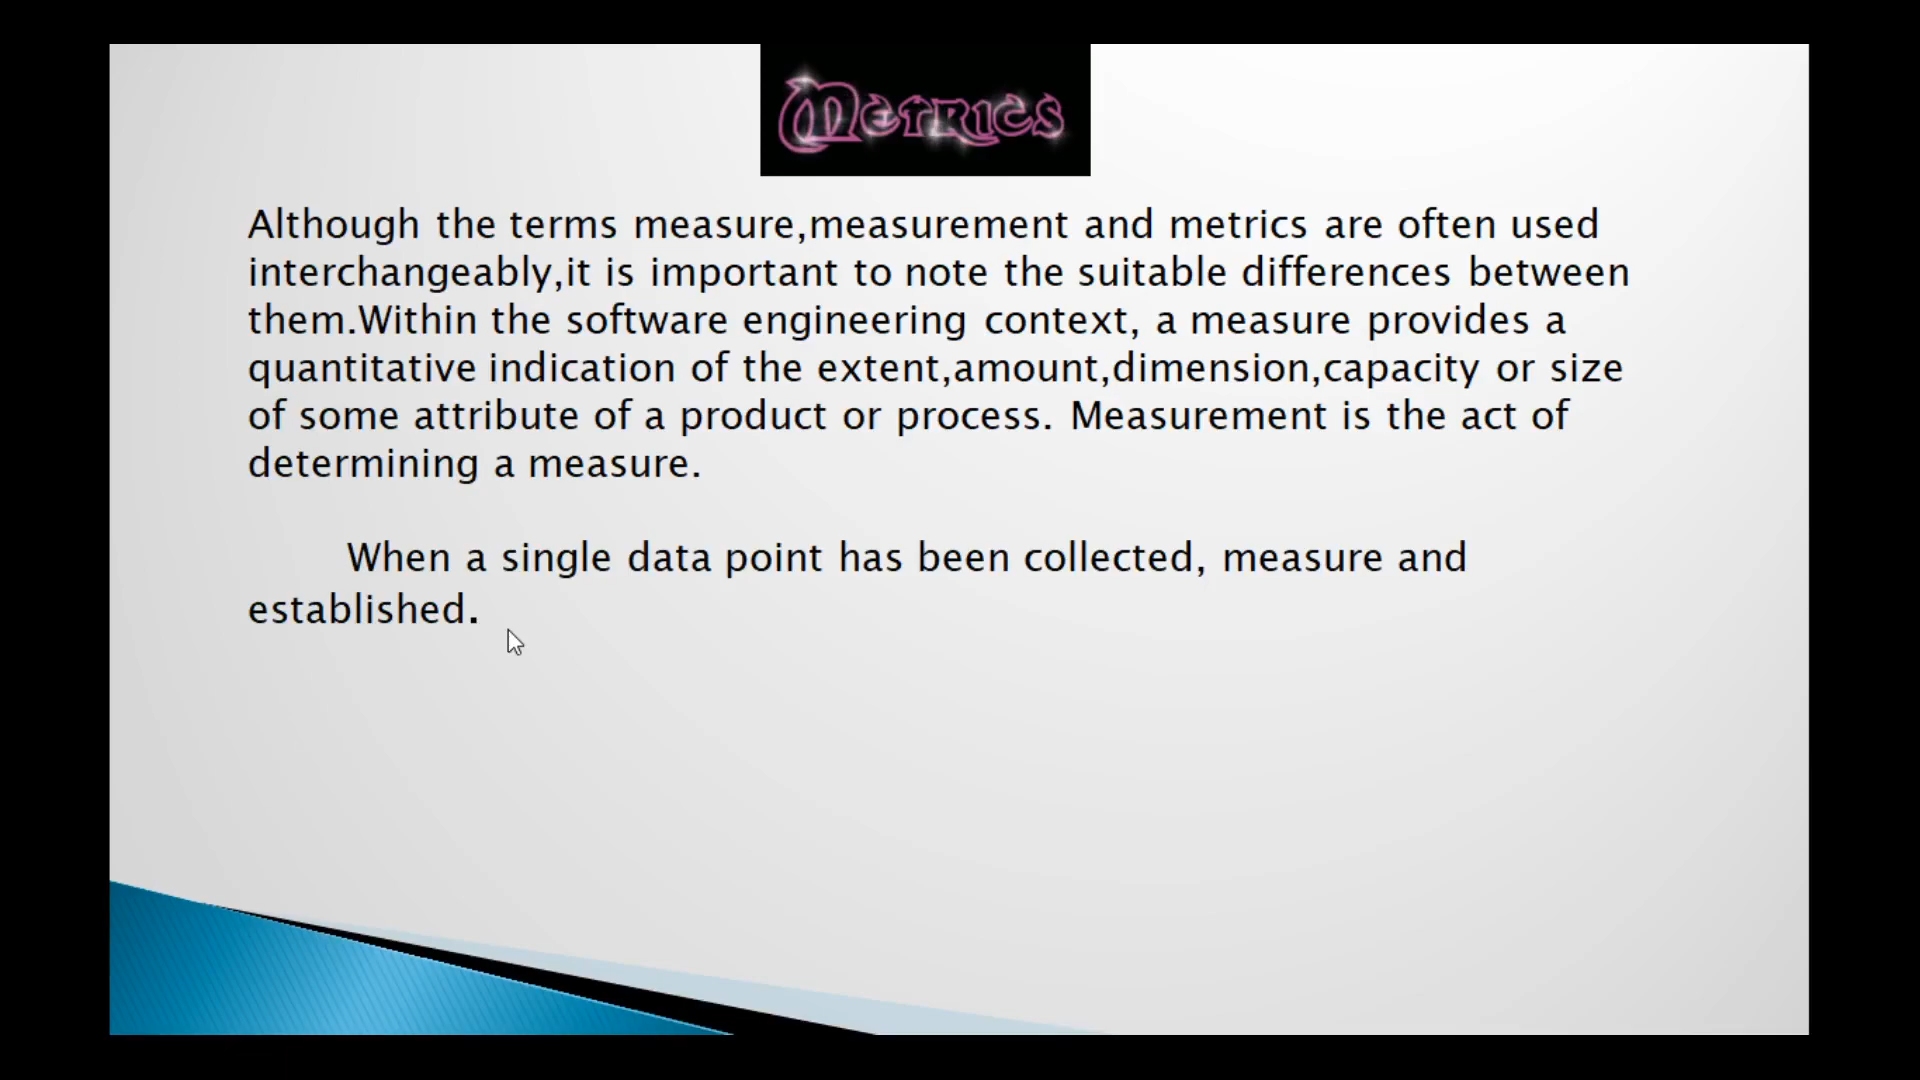 Metrics
Although the terms measure,measurement and metrics are often used
interchangeably,it is important to note the suitable differences between
them.Within the software engineering context, a measure provides a
quantitative indication of the extent,amount,dimension,capacity or size
of some attribute of a product or process. Measurement is the act of
determining a measure.
When a single data point has been collected, measure and
established.